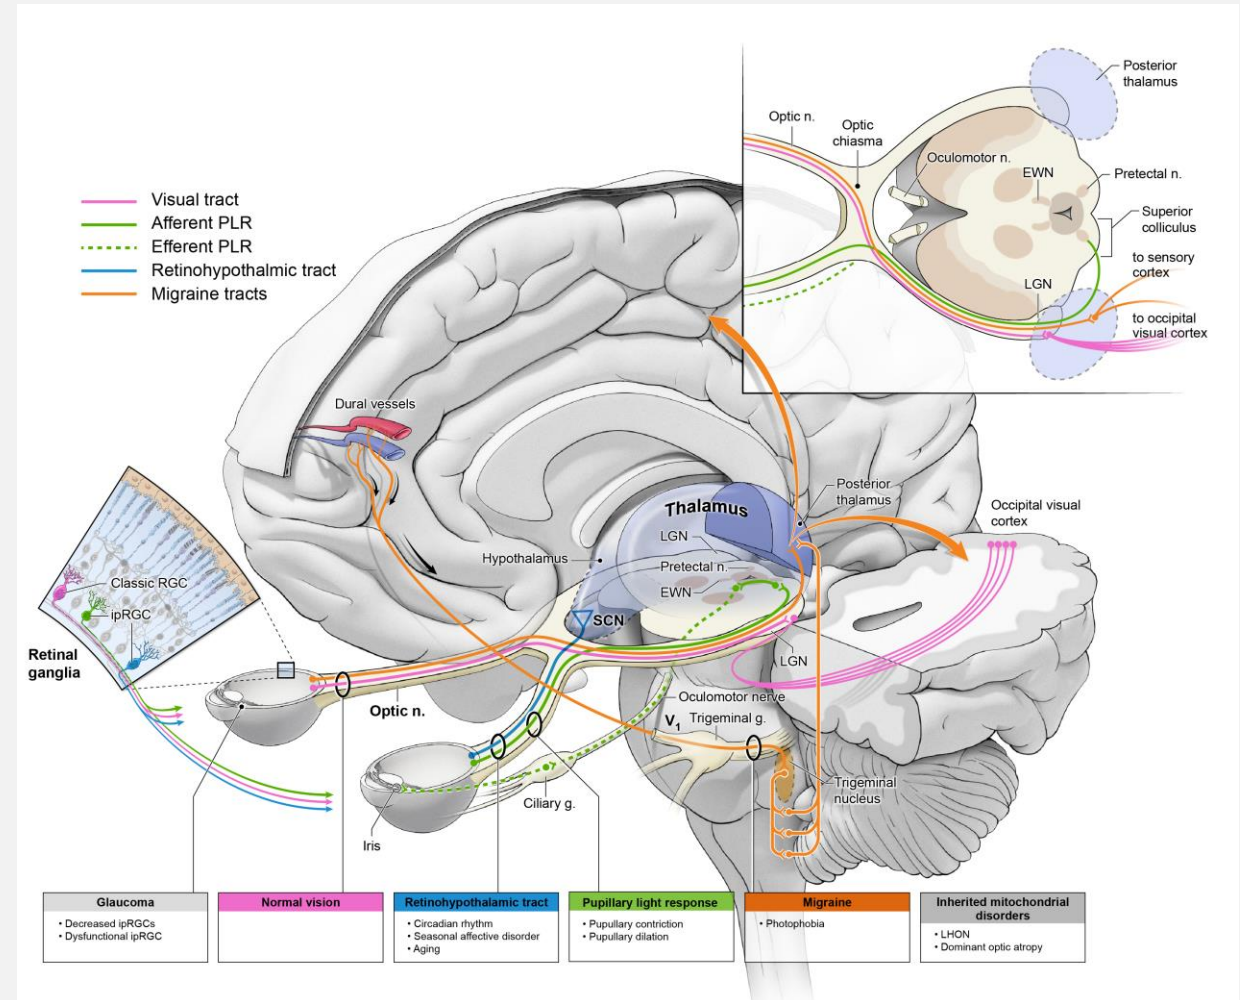 Visual tract
Afferent PLR
Efferent PLR
Retinohypothalmic tract
Migraine tracts
Posterior
thalamus
Optic n.
Optic
chiasma
Oculomotor n.
EWN
Pretectal n.
Superior
colliculus
to sensory
cortex
LGN
to occipital
visual cortex
Dural vessels
Posterior
thalamus
Thalamus
Occipital visual
cortex
LGN
Hypothalamus
Pretectal n.
EWN
SCN
Classic RGC
ipRGC
Retinal
ganglia
LGN
Optic n.
Oculomotor nerve
V1 Trigeminal g.
Trigeminal
nucleus
Ciliary g.
Iris
Glaucoma
• Decreased ipRGCs
• Dysfunctional ipRGC
Normal vision
Retinohypothalamic tract
• Circadian rhythm
• Seasonal affective disorder
• Aging
Pupillary light response
• Pupillary contriction
• Pupillary dilation
Migraine
• Photophobia
Inherited mitochondrial
disorders
• LHON
• Dominant optic atropy